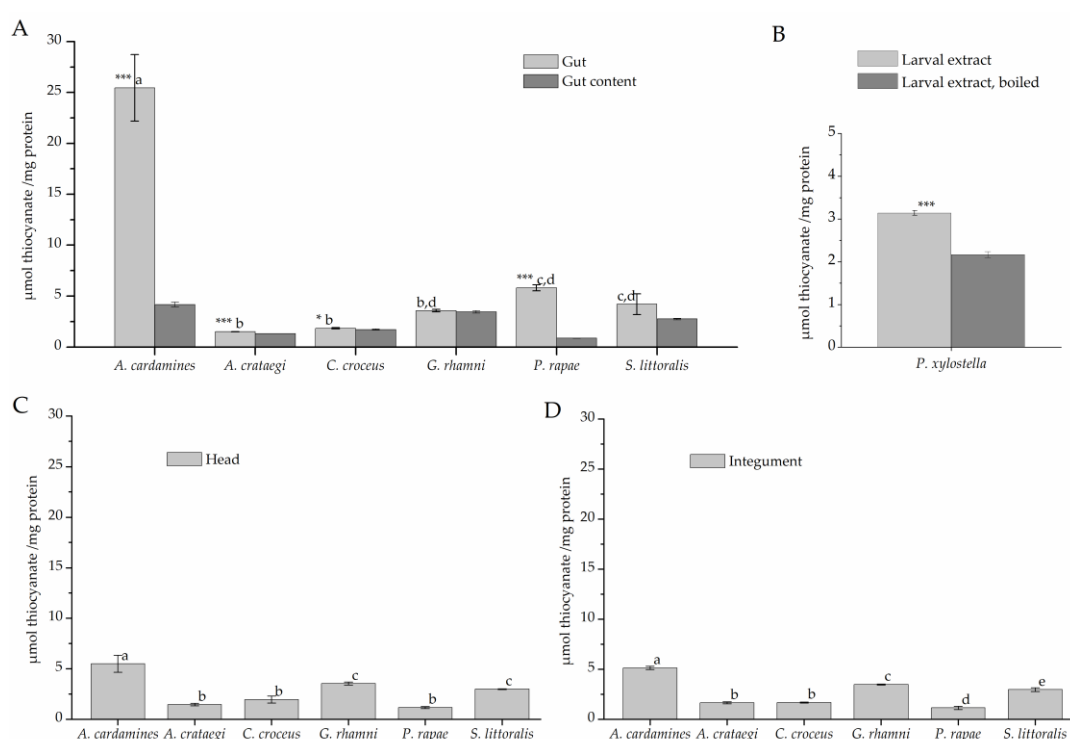 A
µmol thiocyanate /mg protein
30
25
20
15
10
5
0
Gut
Gut content
*** a
*** b
* b
b,d
*** c,d
c,d
A. cardamines A. crataegi C. croceus G. rhamni P. rapae S. littoralis
B
Larval extract
Larval extract, boiled
µmol thiocyanate /mg protein
5
4
3
2
1
0
***
P. xylostella
C
µmol thiocyanate /mg protein
30
25
20
15
10
5
0
Head
a
b
b
c
b
c
A. cardamines A. crataegi C. croceus G. rhamni P. rapae S. littoralis
D
µmol thiocyanate /mg protein
30
25
20
15
10
5
0
Integument
a
b
b
c
d
e
A. cardamines A. crataegi C. croceus G. rhamni P. rapae S. littoralis